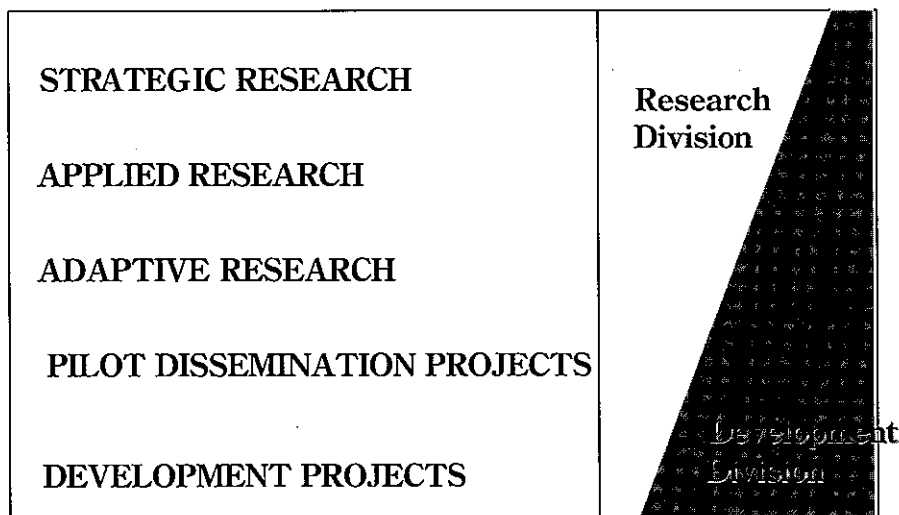 STRATEGIC RESEARCH
APPLIED RESEARCH
ADAPTIVE RESEARCH
PILOT DISSEMINATION PROJECTS
DEVELOPMENT PROJECTS
Research
Division
Development
Division